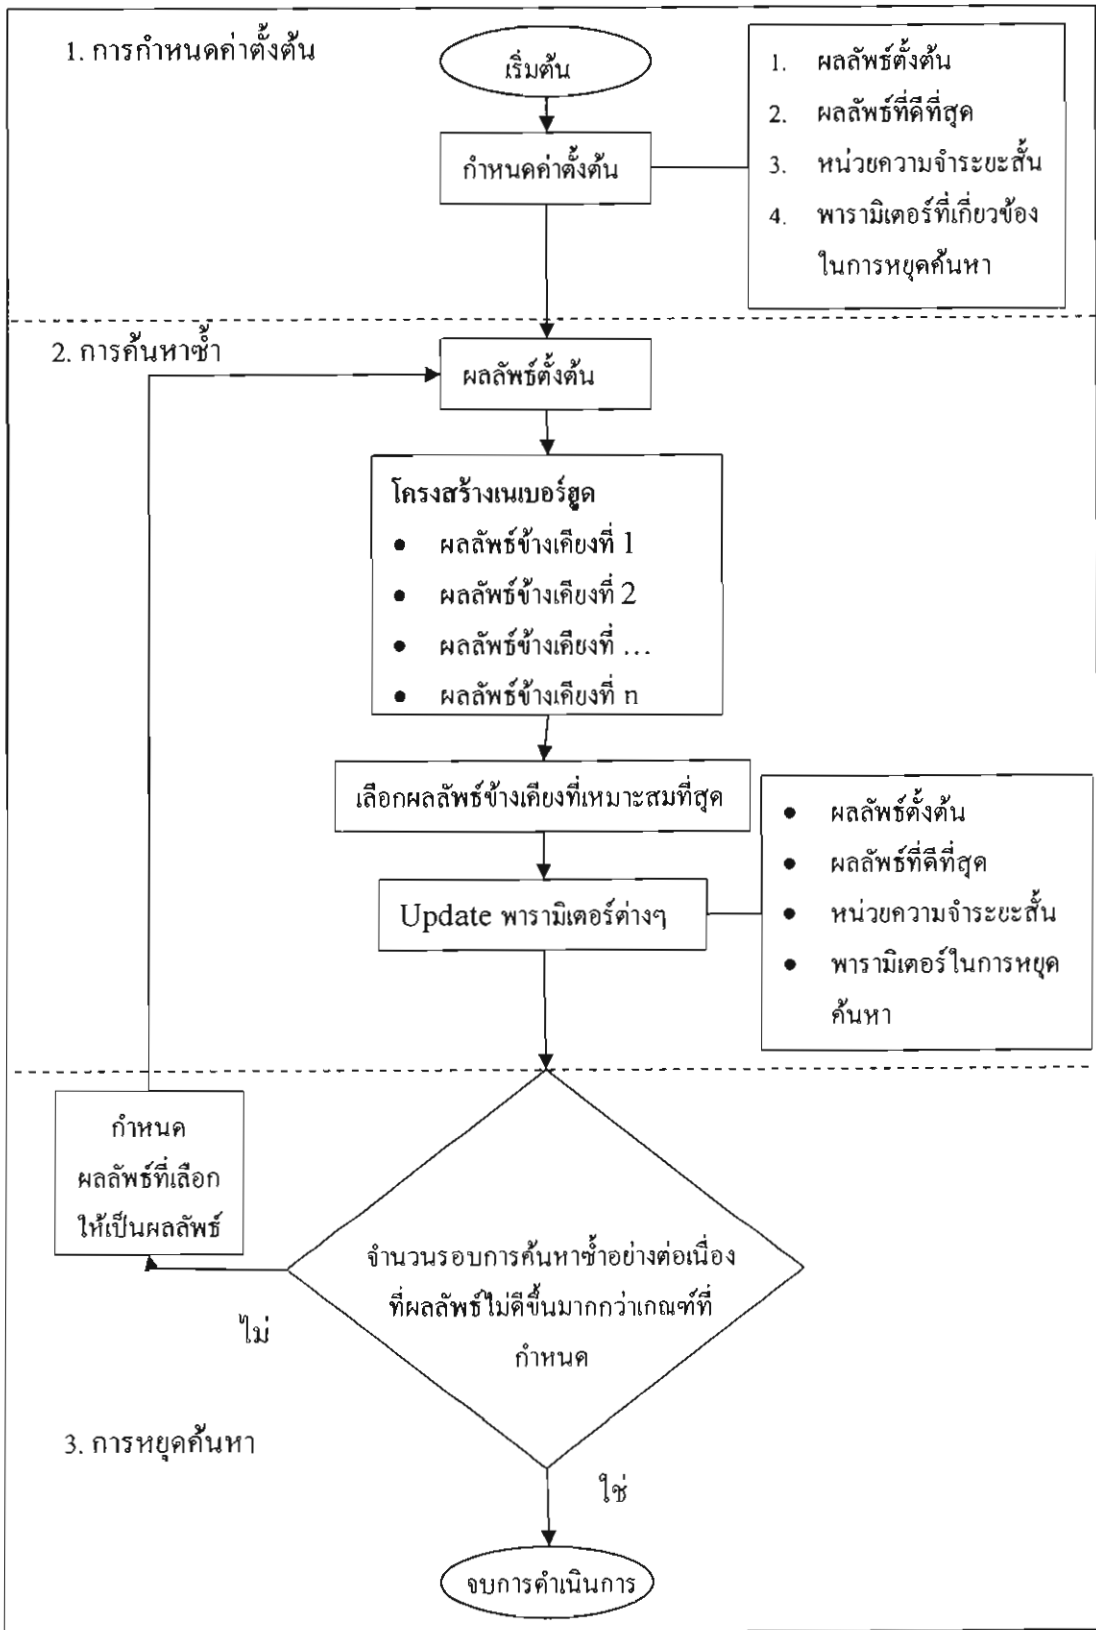 1. การกำหนดค่าตั้งต้น
เริ่มต้น
กำหนดค่าตั้งต้น
1. ผลลัพธ์ตั้งต้น
2. ผลลัพธ์ที่ดีที่สุด
3. หน่วยความจำระยะสั้น
4. พารามิเตอร์ที่เกี่ยวข้อง
ในการหยุดค้นหา
2. การค้นหาซ้ำ
ผลลัพธ์ตั้งต้น
โครงสร้างเนเบอร์ฮูด
● ผลลัพธ์ข้างเคียงที่ 1
● ผลลัพธ์ข้างเคียงที่ 2
● ผลลัพธ์ข้างเคียงที่ ...
● ผลลัพธ์ข้างเคียงที่ n
เลือกผลลัพธ์ข้างเคียงที่เหมาะสมที่สุด
Update พารามิเตอร์ต่างๆ
● ผลลัพธ์ตั้งต้น
● ผลลัพธ์ที่ดีที่สุด
● หน่วยความจำระยะสั้น
● พารามิเตอร์ในการหยุด
ค้นหา
กำหนด
ผลลัพธ์ที่เลือก
ให้เป็นผลลัพธ์
จำนวนรอบการค้นหาซ้ำอย่างต่อเนื่อง
ที่ผลลัพธ์ไม่ดีขึ้นมากกว่าเกณฑ์ที่
กำหนด
ไม่
3. การหยุดค้นหา
ใช่
จบการดำเนินการ